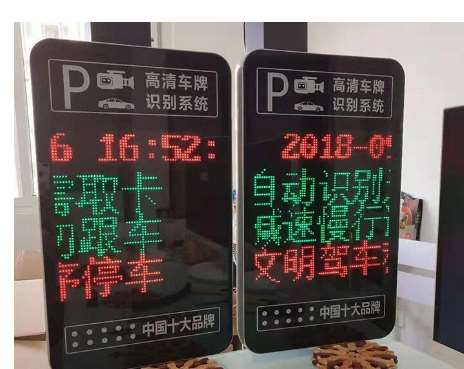 P 高清车牌
识别系统
6 16:52:
取卡
跟车
停车
中国十大品牌
P 高清车牌
识别系统
2018-09
自动识别
减速慢行
文明驾车
中国十大品牌